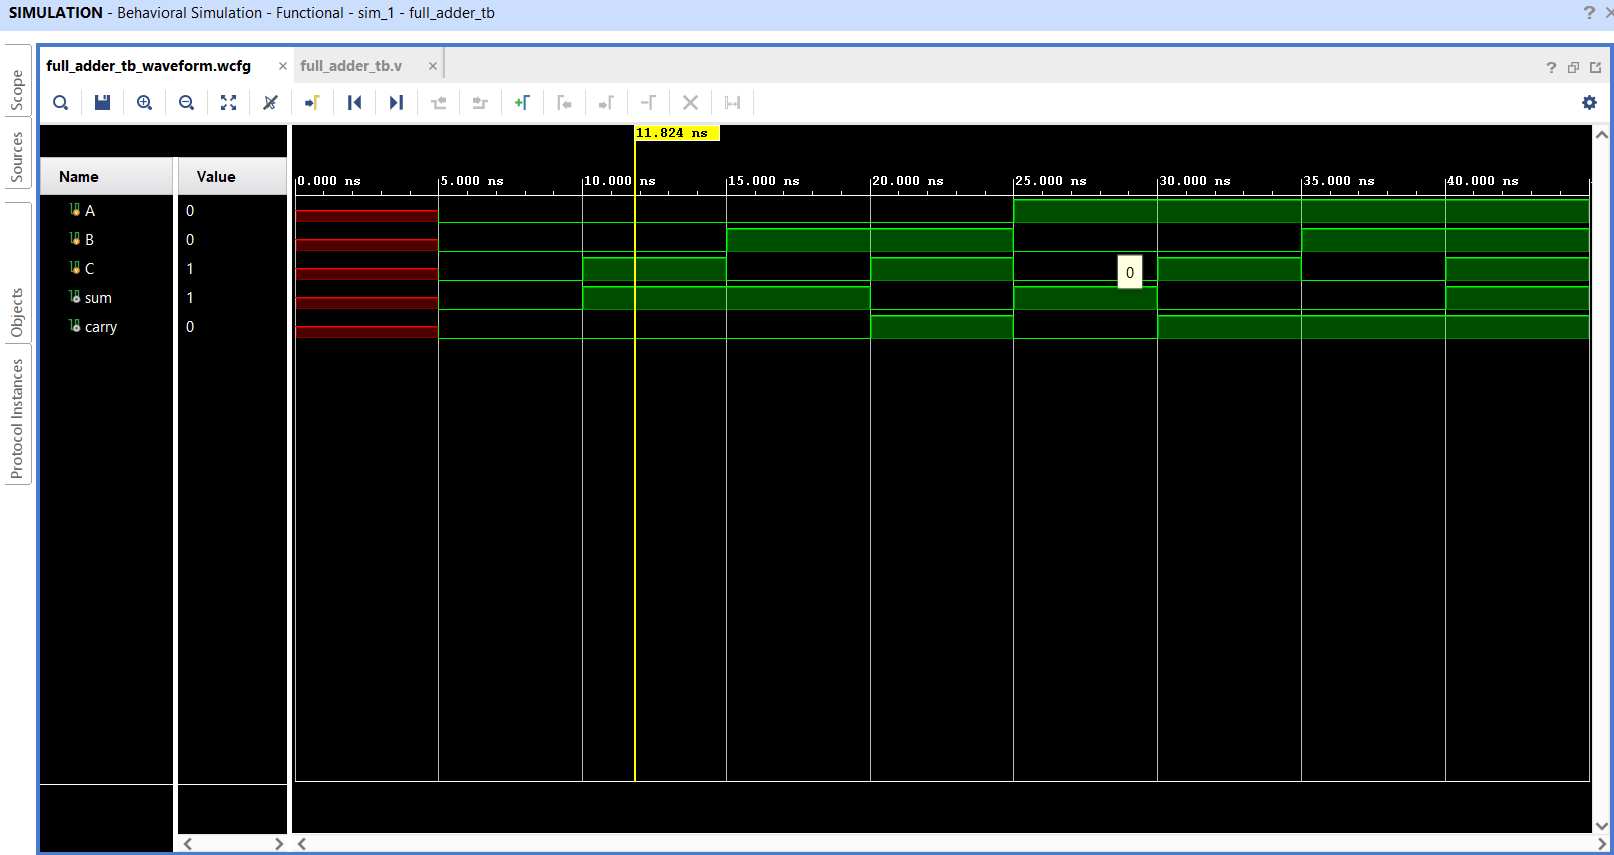 SIMULATION - Behavioral Simulation - Functional - sim_1 - full_adder_tb
Scope
Sources
Objects
Protocol Instances
full_adder_tb_waveform.wcfg
full_adder_tb.v
11.824 ns
Name Value
0.000 ns 5.000 ns 10.000 ns 15.000 ns 20.000 ns 25.000 ns 30.000 ns 35.000 ns 40.000 ns
A 0
B 0
C 1
0
sum 1
carry 0